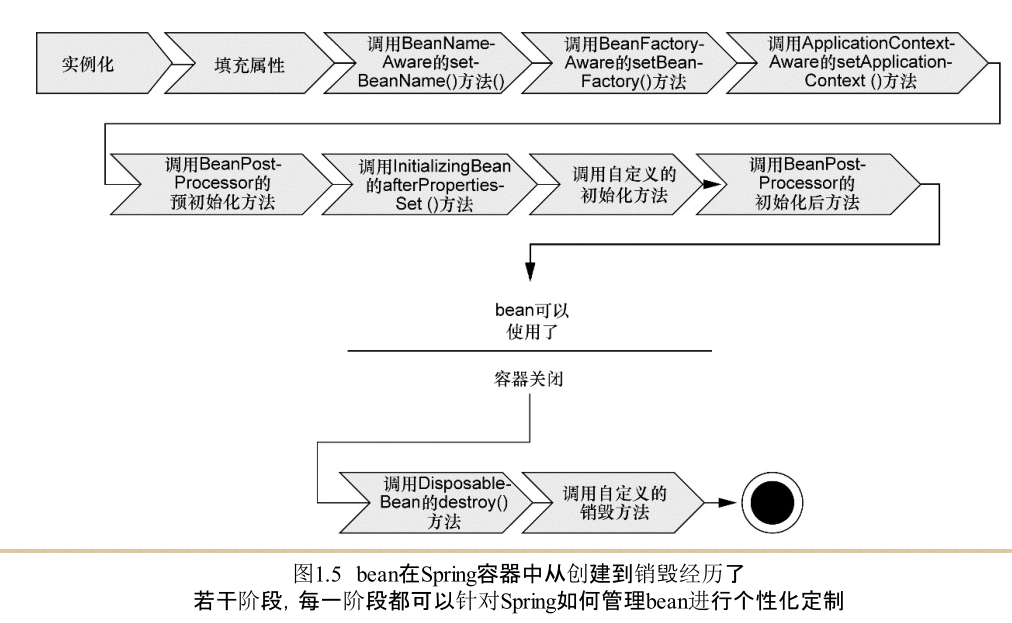 实例化
填充属性
调用BeanName-
Aware的set-
BeanName()方法()
调用BeanFactory-
Aware的setBean-
Factory()方法
调用ApplicationContext-
Aware的setApplication-
Context ()方法
调用BeanPost-
Processor的
预初始化方法
调用InitializingBean
的afterProperties-
Set ()方法
调用自定义的
初始化方法
调用BeanPost-
Processor的
初始化后方法
bean可以
使用了
容器关闭
调用Disposable-
Bean的destroy()
方法
调用自定义的
销毁方法
图1.5 bean在Spring容器中从创建到销毁经历了
若干阶段, 每一阶段都可以针对Spring如何管理bean进行个性化定制